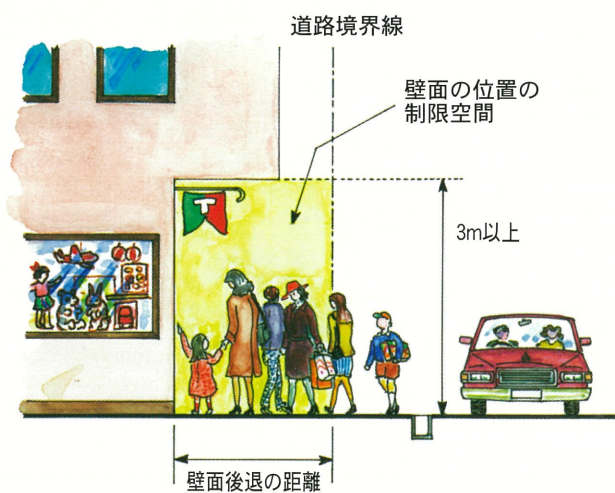 道路境界線
壁面の位置の
制限空間
T
3m以上
壁面後退の距離